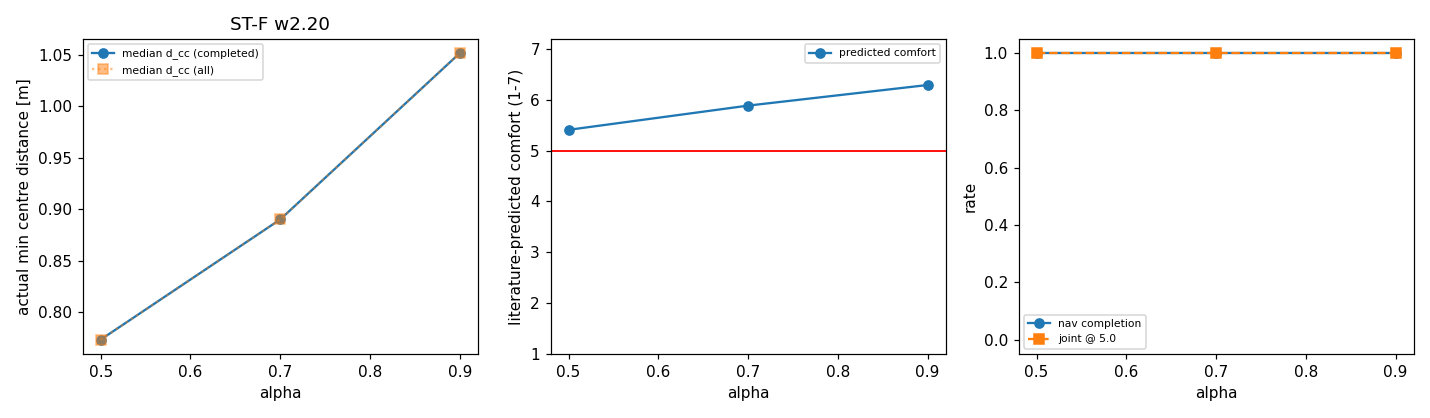 ST-F w2.20
actual min centre distance [m]
1.05
1.00
0.95
0.90
0.85
0.80
median d_cc (completed)
median d_cc (all)
0.5 0.6 0.7 0.8 0.9
alpha
literature-predicted comfort (1-7)
7
6
5
4
3
2
1
predicted comfort
0.5 0.6 0.7 0.8 0.9
alpha
rate
1.0
0.8
0.6
0.4
0.2
0.0
nav completion
joint @ 5.0
0.5 0.6 0.7 0.8 0.9
alpha